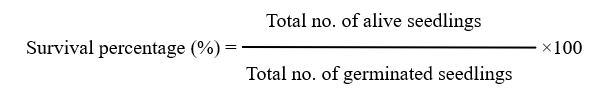 Total no. of alive seedlings
Survival percentage (%) = ×100
Total no. of germinated seedlings